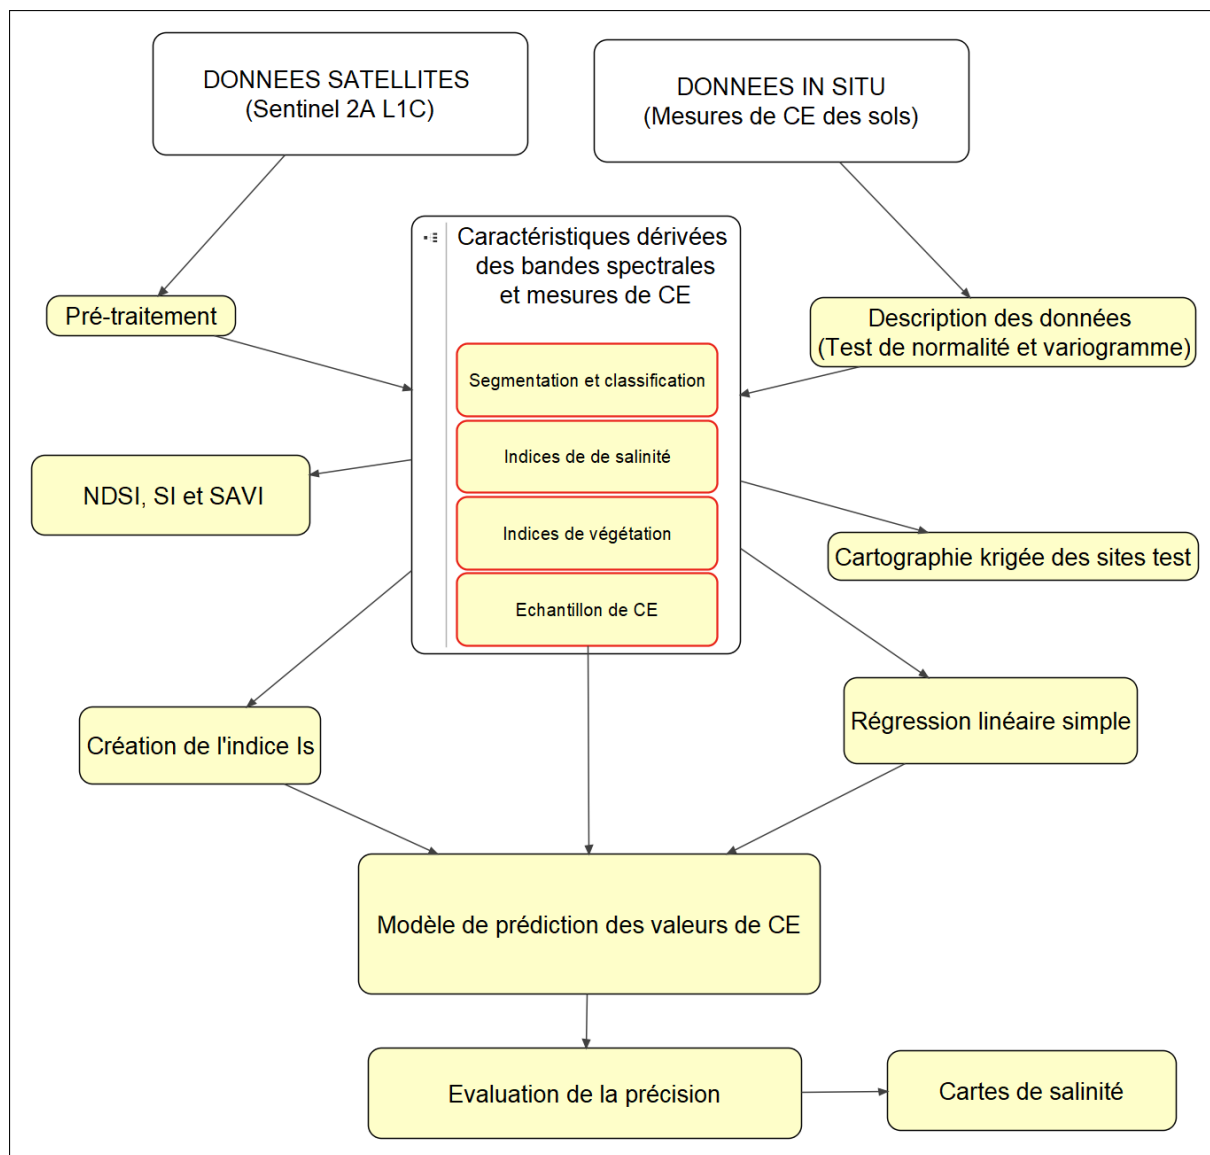 DONNEES SATELLITES
(Sentinel 2A L1C)
DONNEES IN SITU
(Mesures de CE des sols)
Caractéristiques dérivées
des bandes spectrales
et mesures de CE
Pré-traitement
Description des données
(Test de normalité et variogramme)
Segmentation et classification
Indices de de salinité
NDSI, SI et SAVI
Indices de végétation
Cartographie krigée des sites test
Echantillon de CE
Création de l'indice Is
Régression linéaire simple
Modèle de prédiction des valeurs de CE
Evaluation de la précision
Cartes de salinité